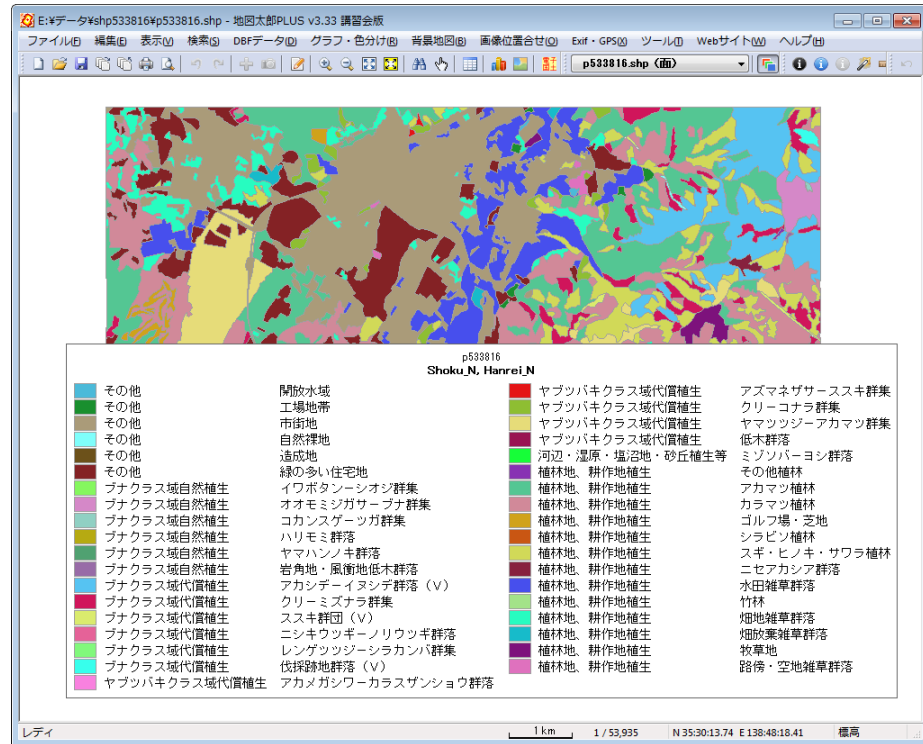 E:¥データ¥shp533816¥p533816.shp - 地図太郎PLUS v3.33 講習会版
ファイル(F) 編集(E) 表示(V) 検索(S) DBFデータ(D) グラフ・色分け(R) 背景地図(B) 画像位置合せ(O) Exif・GPS(X) ツール(T) Webサイト(W) ヘルプ(H)
p533816.shp (面)
p533816
Shoku_N, Hanrei_N
その他 開放水域
その他 工場地帯
その他 市街地
その他 自然裸地
その他 造成地
その他 緑の多い住宅地
ブナクラス域自然植生 イワボタンーシオジ群集
ブナクラス域自然植生 オオモミジガサーブナ群集
ブナクラス域自然植生 コカンスゲーツガ群集
ブナクラス域自然植生 ハリモミ群落
ブナクラス域自然植生 ヤマハンノキ群落
ブナクラス域自然植生 岩角地・風衝地低木群落
ブナクラス域代償植生 アカシデーイヌシデ群落（V）
ブナクラス域代償植生 クリーミズナラ群集
ブナクラス域代償植生 ススキ群団（V）
ブナクラス域代償植生 ニシキウツギーノリウツギ群落
ブナクラス域代償植生 レンゲツツジーシラカンバ群集
ブナクラス域代償植生 伐採跡地群落（V）
ヤブツバキクラス域代償植生 アカメガシワーカラスザンショウ群落
ヤブツバキクラス域代償植生 アズマネザサーススキ群集
ヤブツバキクラス域代償植生 クリーコナラ群集
ヤブツバキクラス域代償植生 ヤマツツジーアカマツ群集
ヤブツバキクラス域代償植生 低木群落
河辺・湿原・塩沼地・砂丘植生等 ミゾソバーヨシ群落
植林地、耕作地植生 その他植林
植林地、耕作地植生 アカマツ植林
植林地、耕作地植生 カラマツ植林
植林地、耕作地植生 ゴルフ場・芝地
植林地、耕作地植生 シラビソ植林
植林地、耕作地植生 スギ・ヒノキ・サワラ植林
植林地、耕作地植生 ニセアカシア群落
植林地、耕作地植生 水田雑草群落
植林地、耕作地植生 竹林
植林地、耕作地植生 畑地雑草群落
植林地、耕作地植生 畑放棄雑草群落
植林地、耕作地植生 牧草地
植林地、耕作地植生 路傍・空地雑草群落
レディ 1 km 1 / 53,935 N 35:30:13.74 E 138:48:18.41 標高